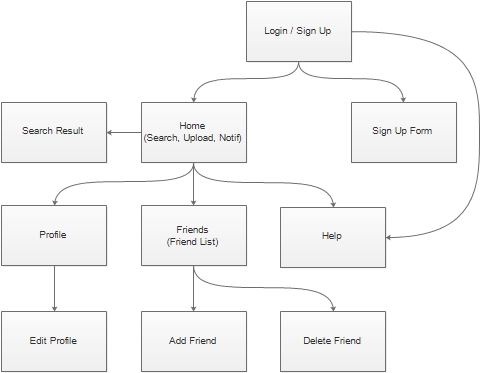 Login / Sign Up
Search Result
Home
(Search, Upload, Notif)
Sign Up Form
Profile
Friends
(Friend List)
Help
Edit Profile
Add Friend
Delete Friend